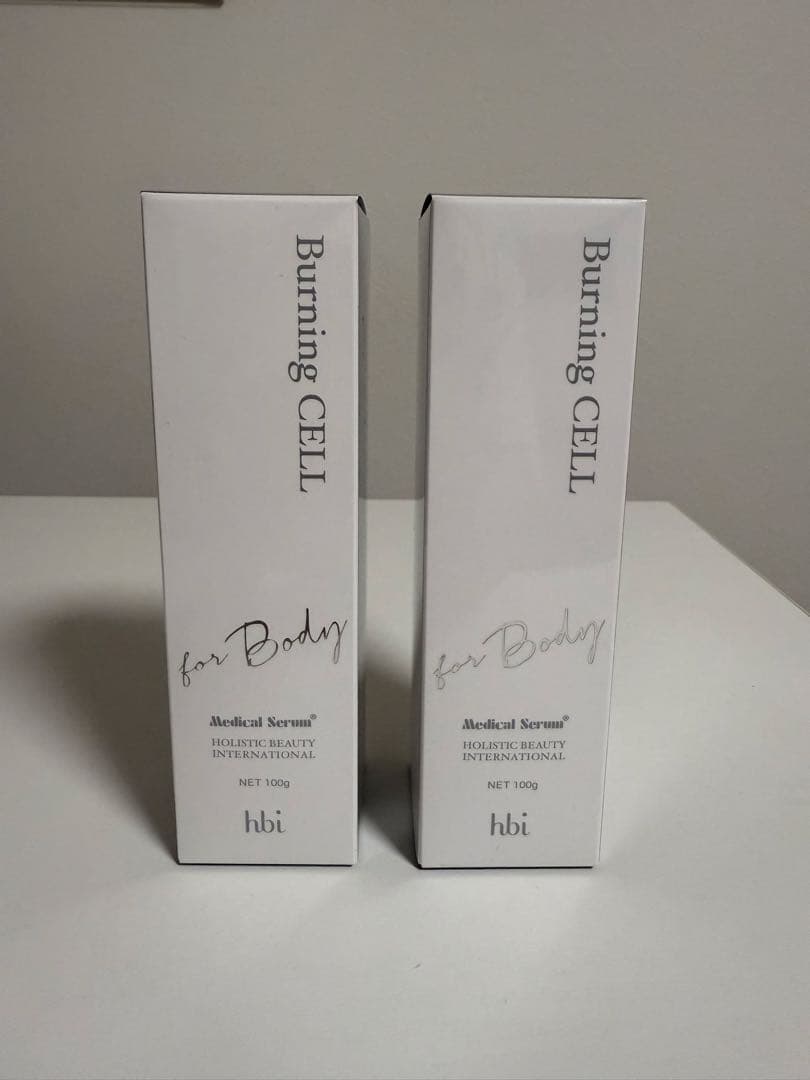 Burning CELL
for Body
Medical Serum®
HOLISTIC BEAUTY
INTERNATIONAL
NET 100g
hbi
Burning CELL
for Body
Medical Serum®
HOLISTIC BEAUTY
INTERNATIONAL
NET 100g
hbi